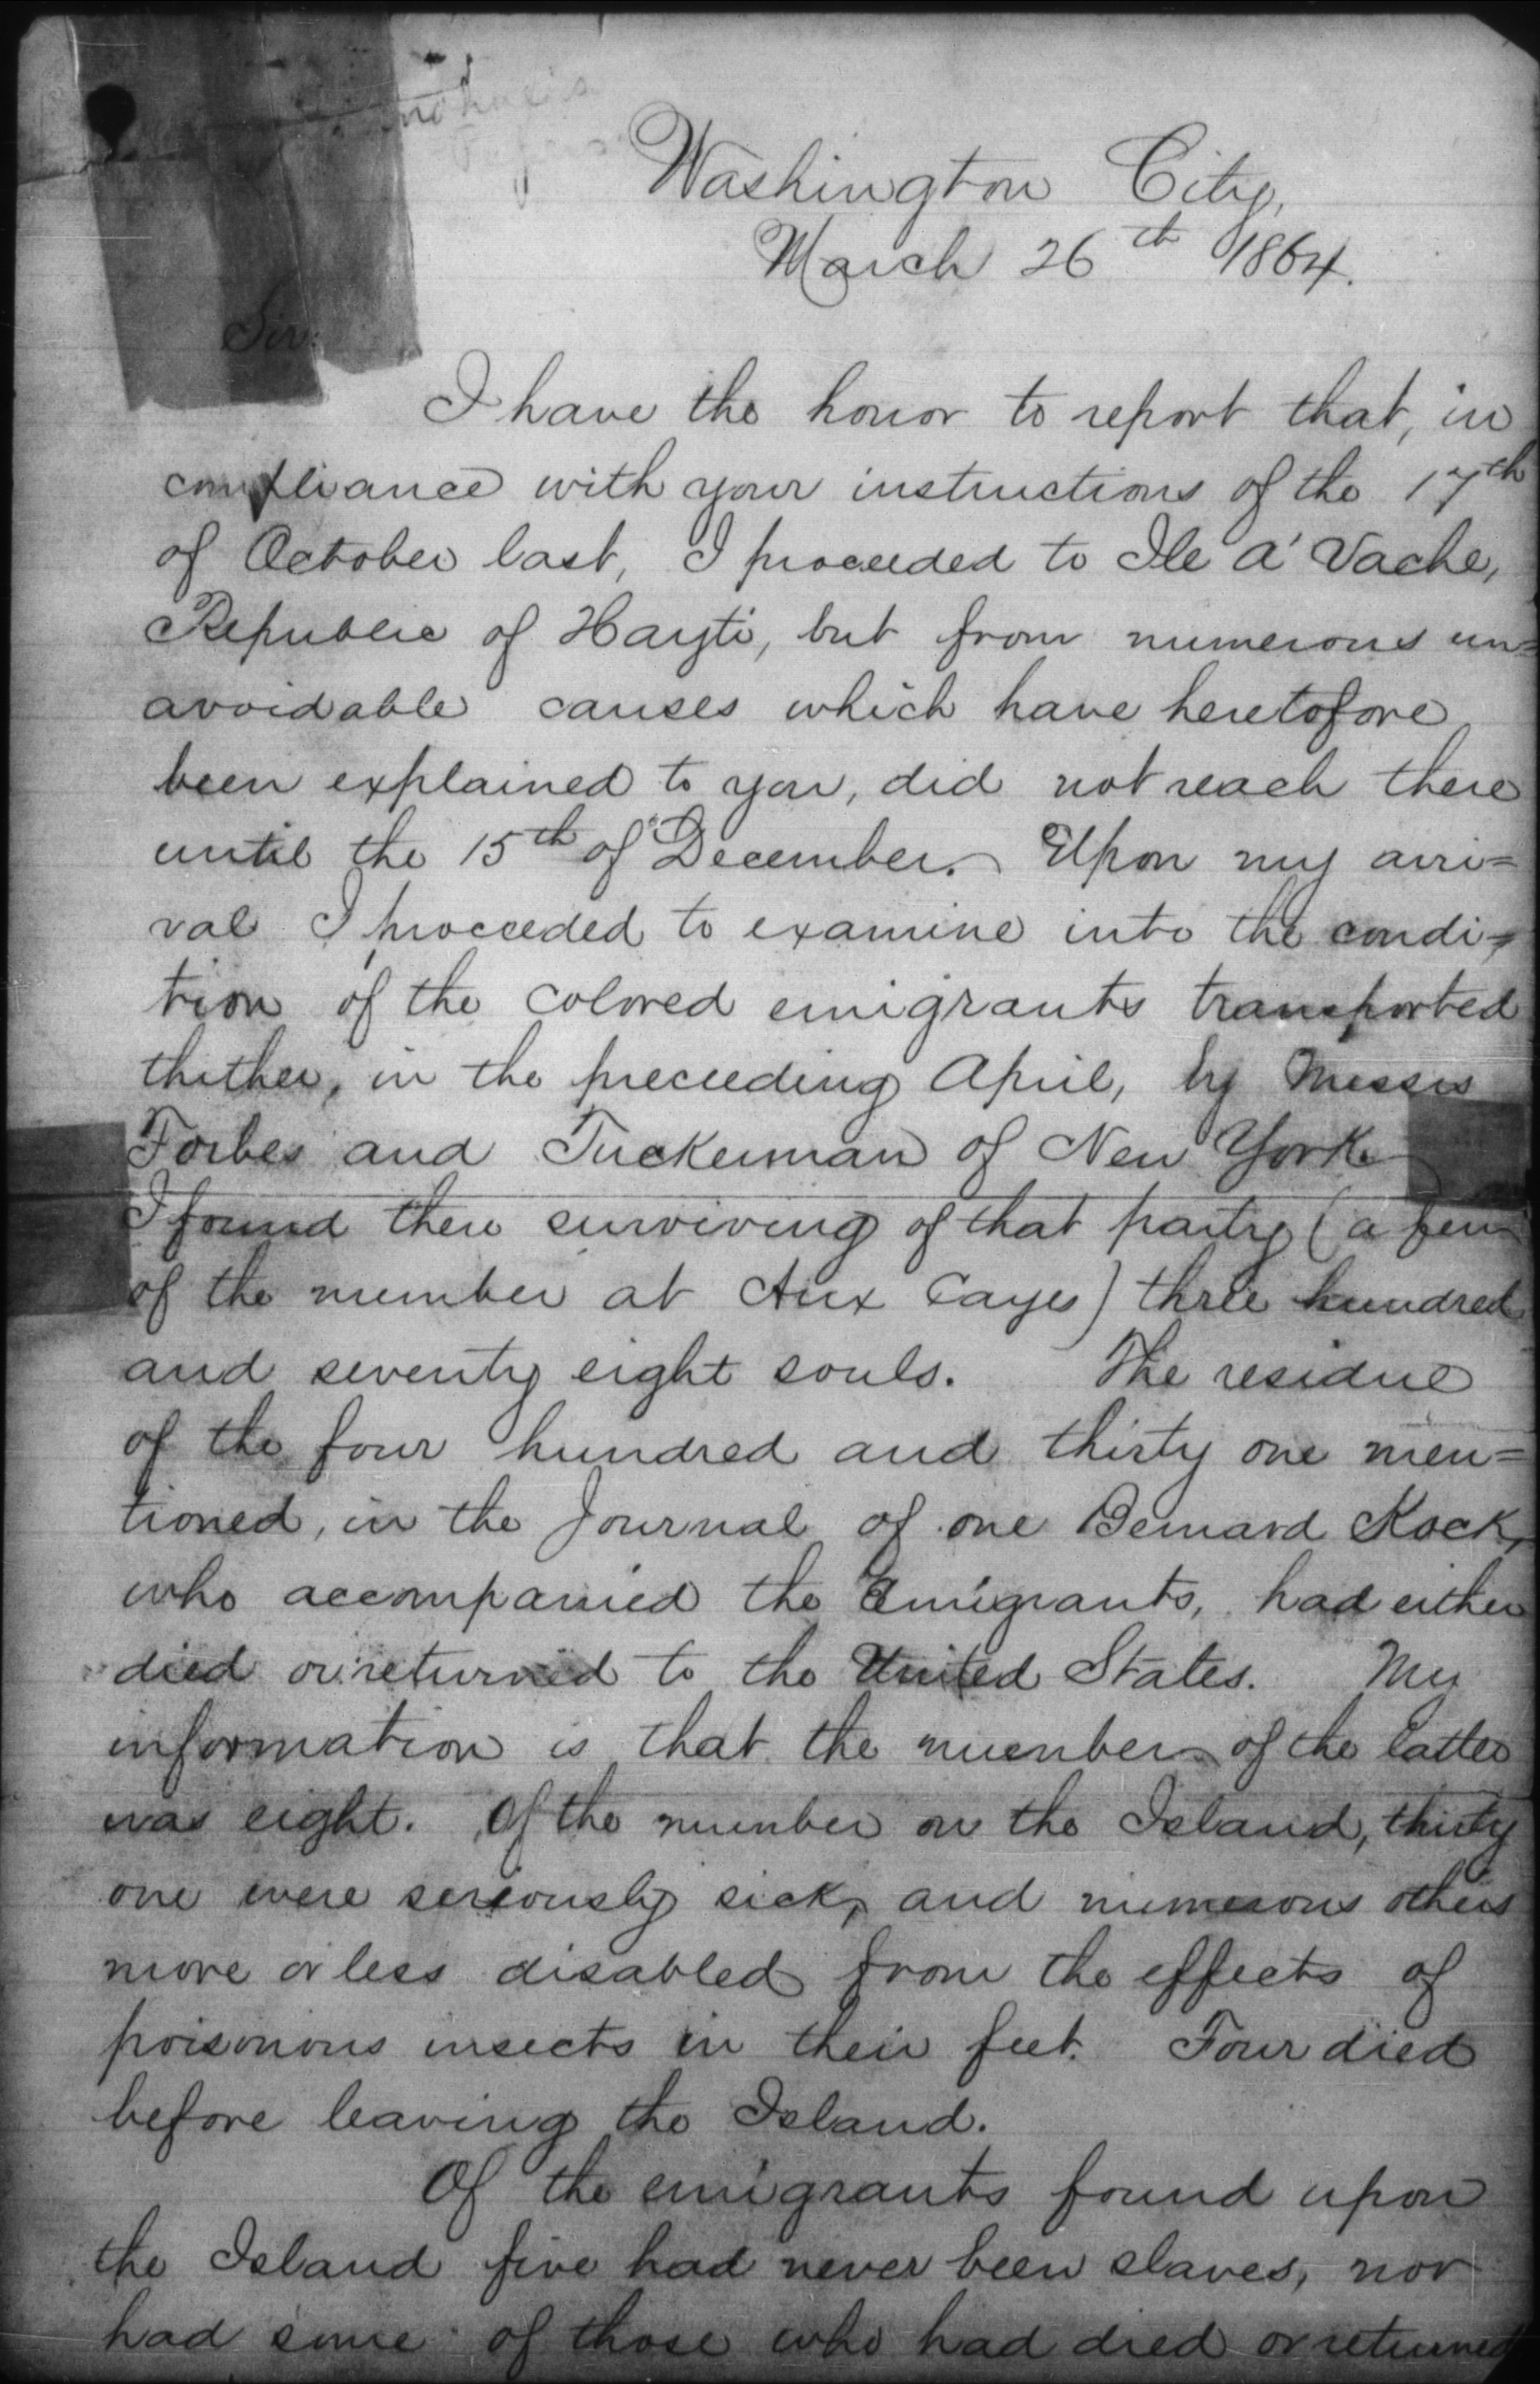 Washington City,
March 26th 1864.
Sir:
I have the honor to report that, in
compliance with your instructions of the 17th
of October last, I proceeded to Ile a' Vache,
Republic of Hayti, but from numerous un=
avoidable causes which have heretofore
been explained to you, did not reach there
until the 15th of December. Upon my arri=
val I proceeded to examine into the condi=
tion of the colored emigrants transported
thither, in the preceeding April, by Messrs
Forbes and Tuckerman of New York.
I found there surviving of that party (a few
of the number at Aux Cayes) three hundred
and seventy eight souls. The residue
of the four hundred and thirty one men=
tioned, in the Journal of one Bernard Kock,
who accompanied the Emigrants, had either
died or returned to the United States. My
information is that the number of the latter
was eight. Of the number on the Island, thirty
one were seriously sick, and numerous others
more or less disabled from the effects of
poisonous insects in their feet. Four died
before leaving the Island.
Of the emigrants found upon
the Island five had never been slaves, nor
had some of those who had died or returned